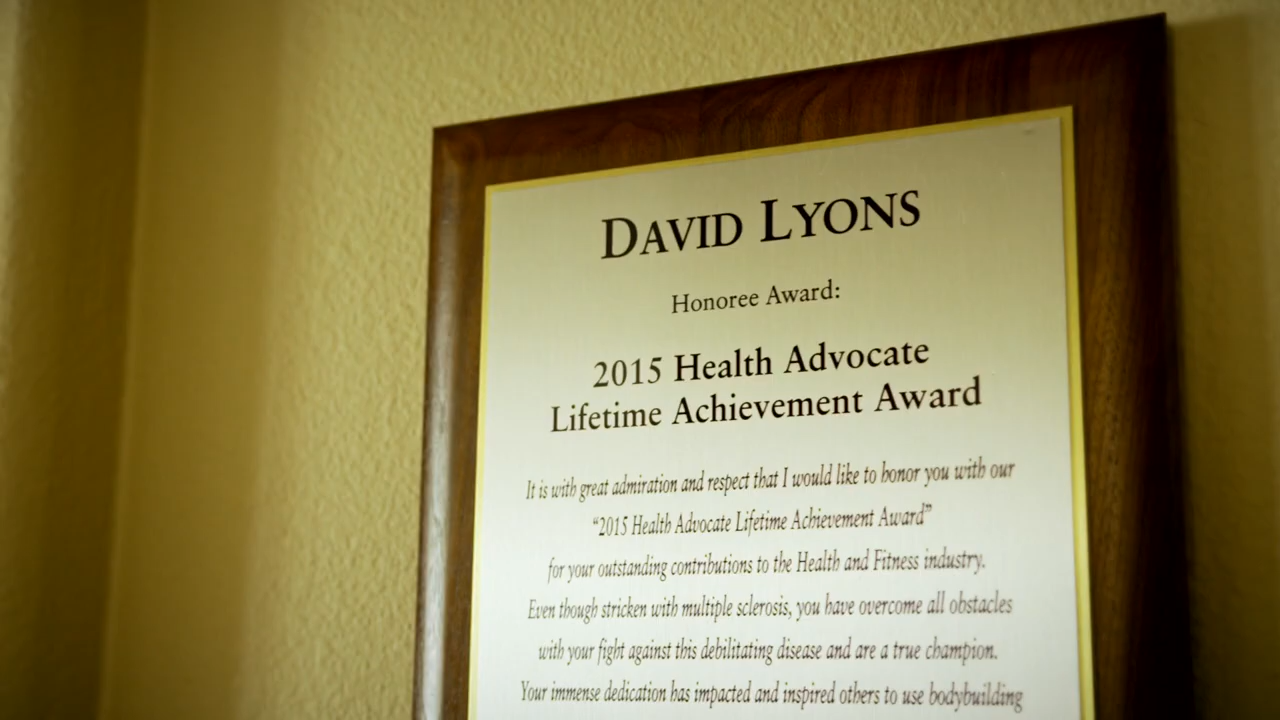 DAVID LYONS
Honoree Award:
2015 Health Advocate
Lifetime Achievement Award
It is with great admiration and respect that I would like to honor you with our
“2015 Health Advocate Lifetime Achievement Award”
for your outstanding contributions to the Health and Fitness industry.
Even though stricken with multiple sclerosis, you have overcome all obstacles
with your fight against this debilitating disease and are a true champion.
Your immense dedication has impacted and inspired others to use bodybuilding